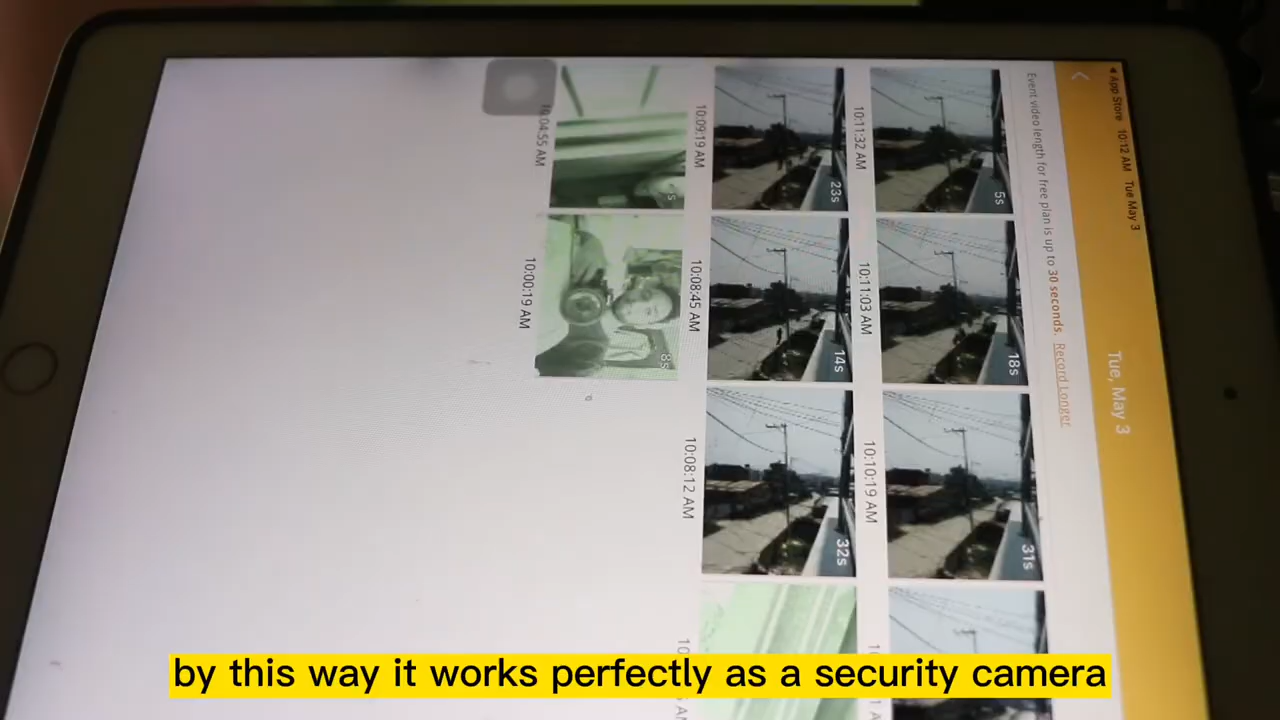 App Store 10:12 AM Tue May 3
Tue, May 3
Event video length for free plan is up to 30 seconds. Record Longer
5s
18s
31s
10:11:32 AM
10:11:03 AM
10:10:19 AM
23s
14s
32s
10:09:19 AM
10:08:45 AM
10:08:12 AM
8s
10:04:55 AM
10:00:19 AM
by this way it works perfectly as a security camera